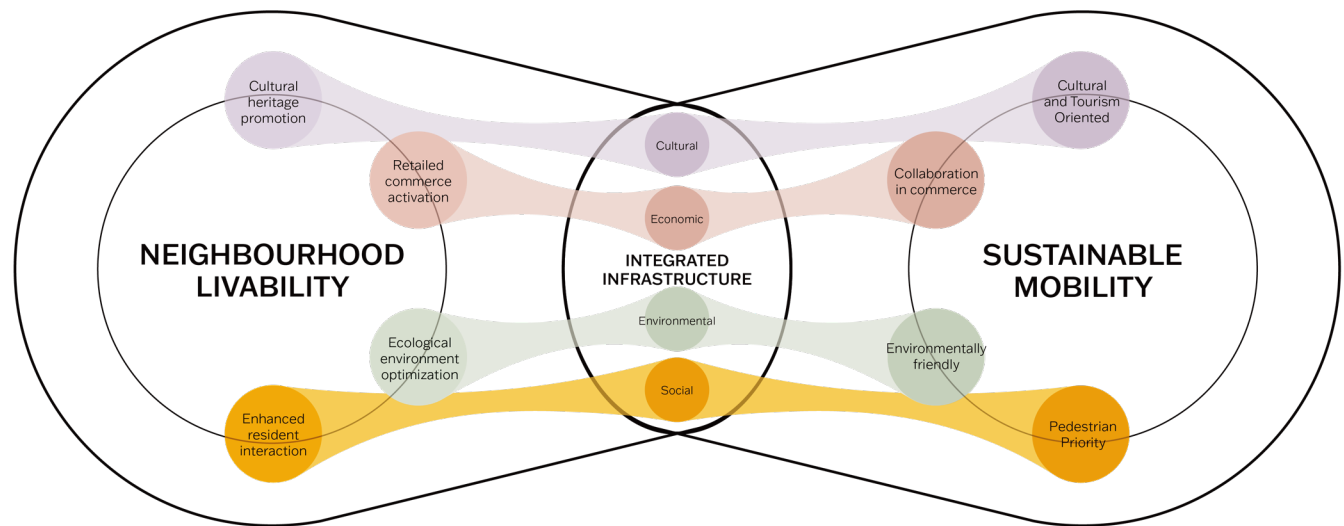 Cultural
heritage
promotion
Retailed
commerce
activation
NEIGHBOURHOOD
LIVABILITY
Ecological
environment
optimization
Enhanced
resident
interaction
Cultural
Economic
INTEGRATED
INFRASTRUCTURE
Environmental
Social
Cultural
and Tourism
Oriented
Collaboration
in commerce
SUSTAINABLE
MOBILITY
Environmentally
friendly
Pedestrian
Priority